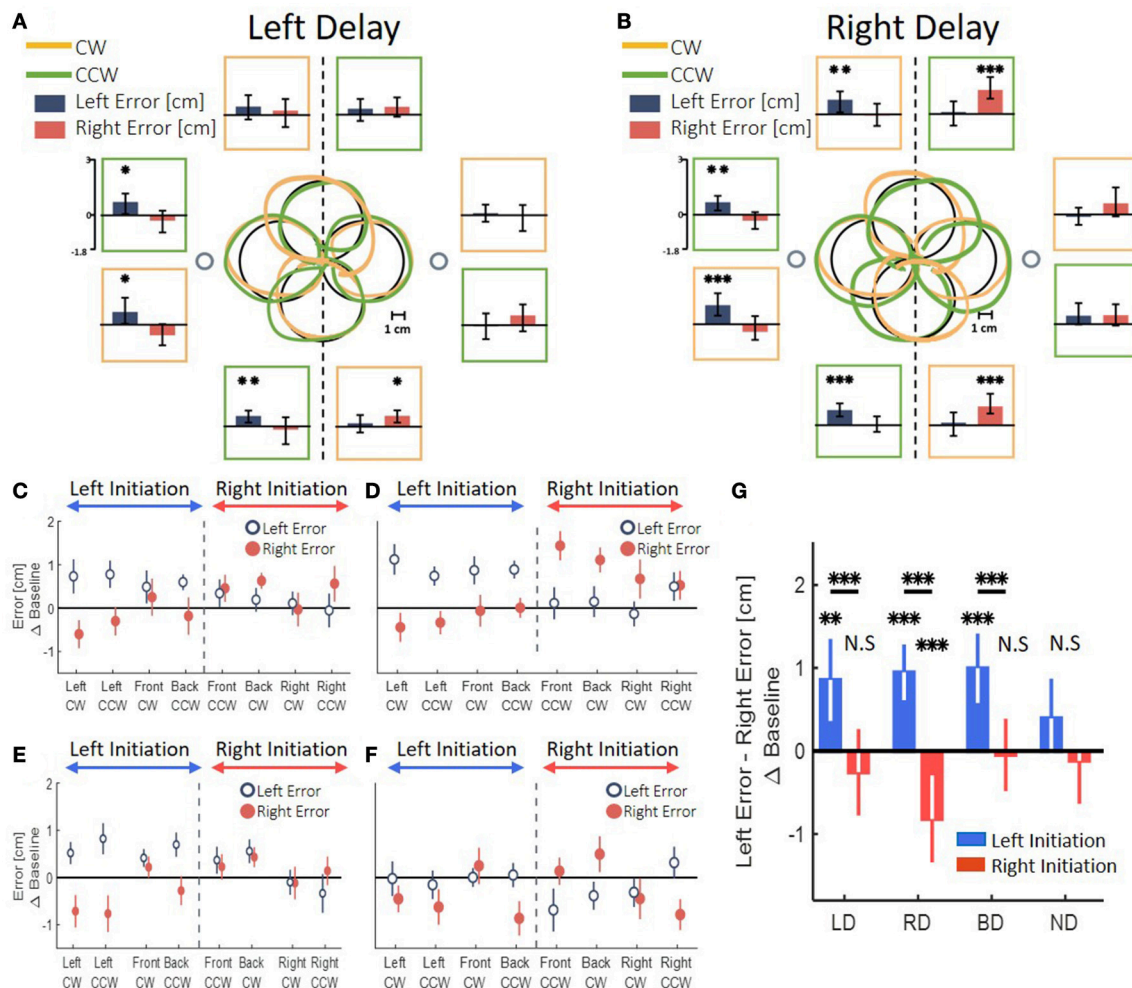 A
Left Delay
CW
CCW
Left Error [cm]
Right Error [cm]
3
0
-1.8
*
*
**
*
1 cm
B
Right Delay
CW
CCW
Left Error [cm]
Right Error [cm]
3
0
-1.8
**
***
**
***
***
***
1 cm
C
Left Initiation
Right Initiation
Left Error
Right Error
Error [cm]
Δ Baseline
2
1
0
-1
Left Left Front Back Front Back Right Right
CW CCW CW CCW CCW CW CW CCW
D
Left Initiation
Right Initiation
Left Error
Right Error
Left Left Front Back Front Back Right Right
CW CCW CW CCW CCW CW CW CCW
E
Left Initiation
Right Initiation
Left Error
Right Error
Error [cm]
Δ Baseline
2
1
0
-1
Left Left Front Back Front Back Right Right
CW CCW CW CCW CCW CW CW CCW
F
Left Initiation
Right Initiation
Left Error
Right Error
Left Left Front Back Front Back Right Right
CW CCW CW CCW CCW CW CW CCW
G
Left Error - Right Error [cm]
Δ Baseline
2
1
0
-1
*** *** ***
** N.S *** *** *** N.S N.S
Left Initiation
Right Initiation
LD RD BD ND